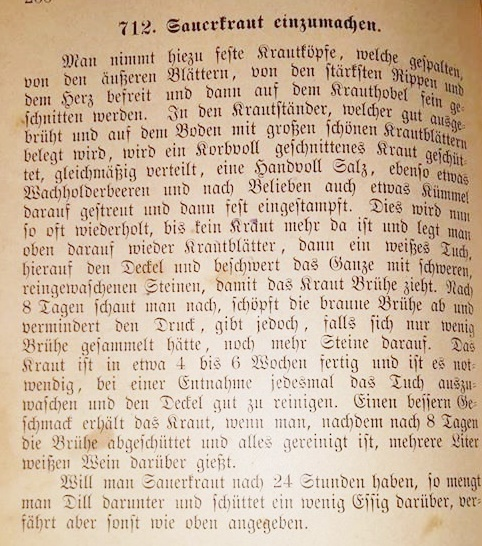 712. Sauerkraut einzumachen.
Man nimmt hiezu feste Krautköpfe, welche gespalten,
von den äußeren Blättern, von den stärksten Rippen und
dem Herz befreit und dann auf dem Krauthobel fein ge-
schnitten werden. In den Krautständer, welcher gut ausge-
brüht und auf dem Boden mit großen schönen Krautblättern
belegt wird, wird ein Korbvoll geschnittenes Kraut geschüt-
tet, gleichmäßig verteilt, eine Handvoll Salz, ebenso etwas
Wachholderbeeren und nach Belieben auch etwas Kümmel
darauf gestreut und dann fest eingestampft. Dies wird nun
so oft wiederholt, bis kein Kraut mehr da ist und legt man
oben darauf wieder Krautblätter, dann ein weißes Tuch,
hierauf den Deckel und beschwert das Ganze mit schweren,
reingewaschenen Steinen, damit das Kraut Brühe zieht. Nach
8 Tagen schaut man nach, schöpft die braune Brühe ab und
vermindert den Druck, gibt jedoch, falls sich nur wenig
Brühe gesammelt hätte, noch mehr Steine darauf. Das
Kraut ist in etwa 4 bis 6 Wochen fertig und ist es not-
wendig, bei einer Entnahme jedesmal das Tuch auszu-
waschen und den Deckel gut zu reinigen. Einen bessern Ge-
schmack erhält das Kraut, wenn man, nachdem nach 8 Tagen
die Brühe abgeschüttet und alles gereinigt ist, mehrere Liter
weißen Wein darüber gießt.
Will man Sauerkraut nach 24 Stunden haben, so mengt
man Dill darunter und schüttet ein wenig Essig darüber, ver-
fährt aber sonst wie oben angegeben.